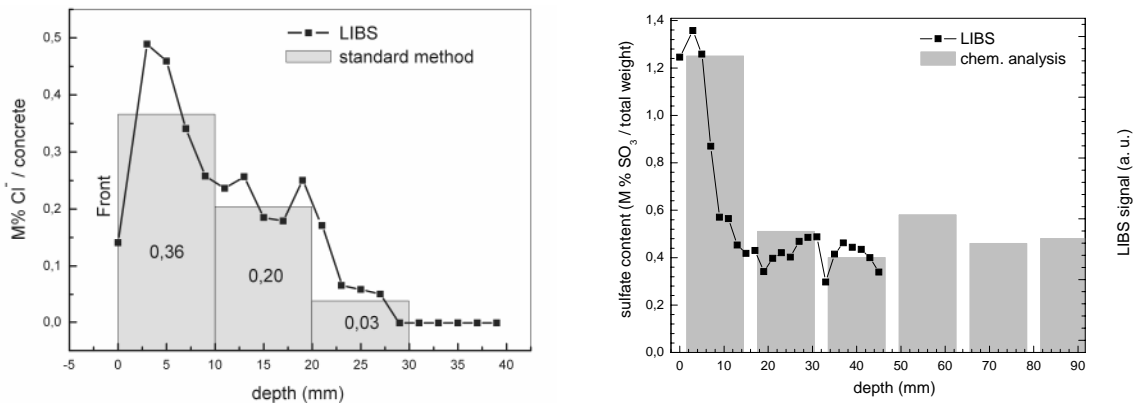 LIBS
standard method
0,5
0,4
0,3
0,2
0,1
0,0
M% Cl⁻ / concrete
Front
0,36
0,20
0,03
-5 0 5 10 15 20 25 30 35 40
depth (mm)
LIBS
chem. analysis
1,4
1,2
1,0
0,8
0,6
0,4
0,2
0,0
sulfate content (M % SO₃ / total weight)
LIBS signal (a. u.)
0 10 20 30 40 50 60 70 80 90
depth (mm)